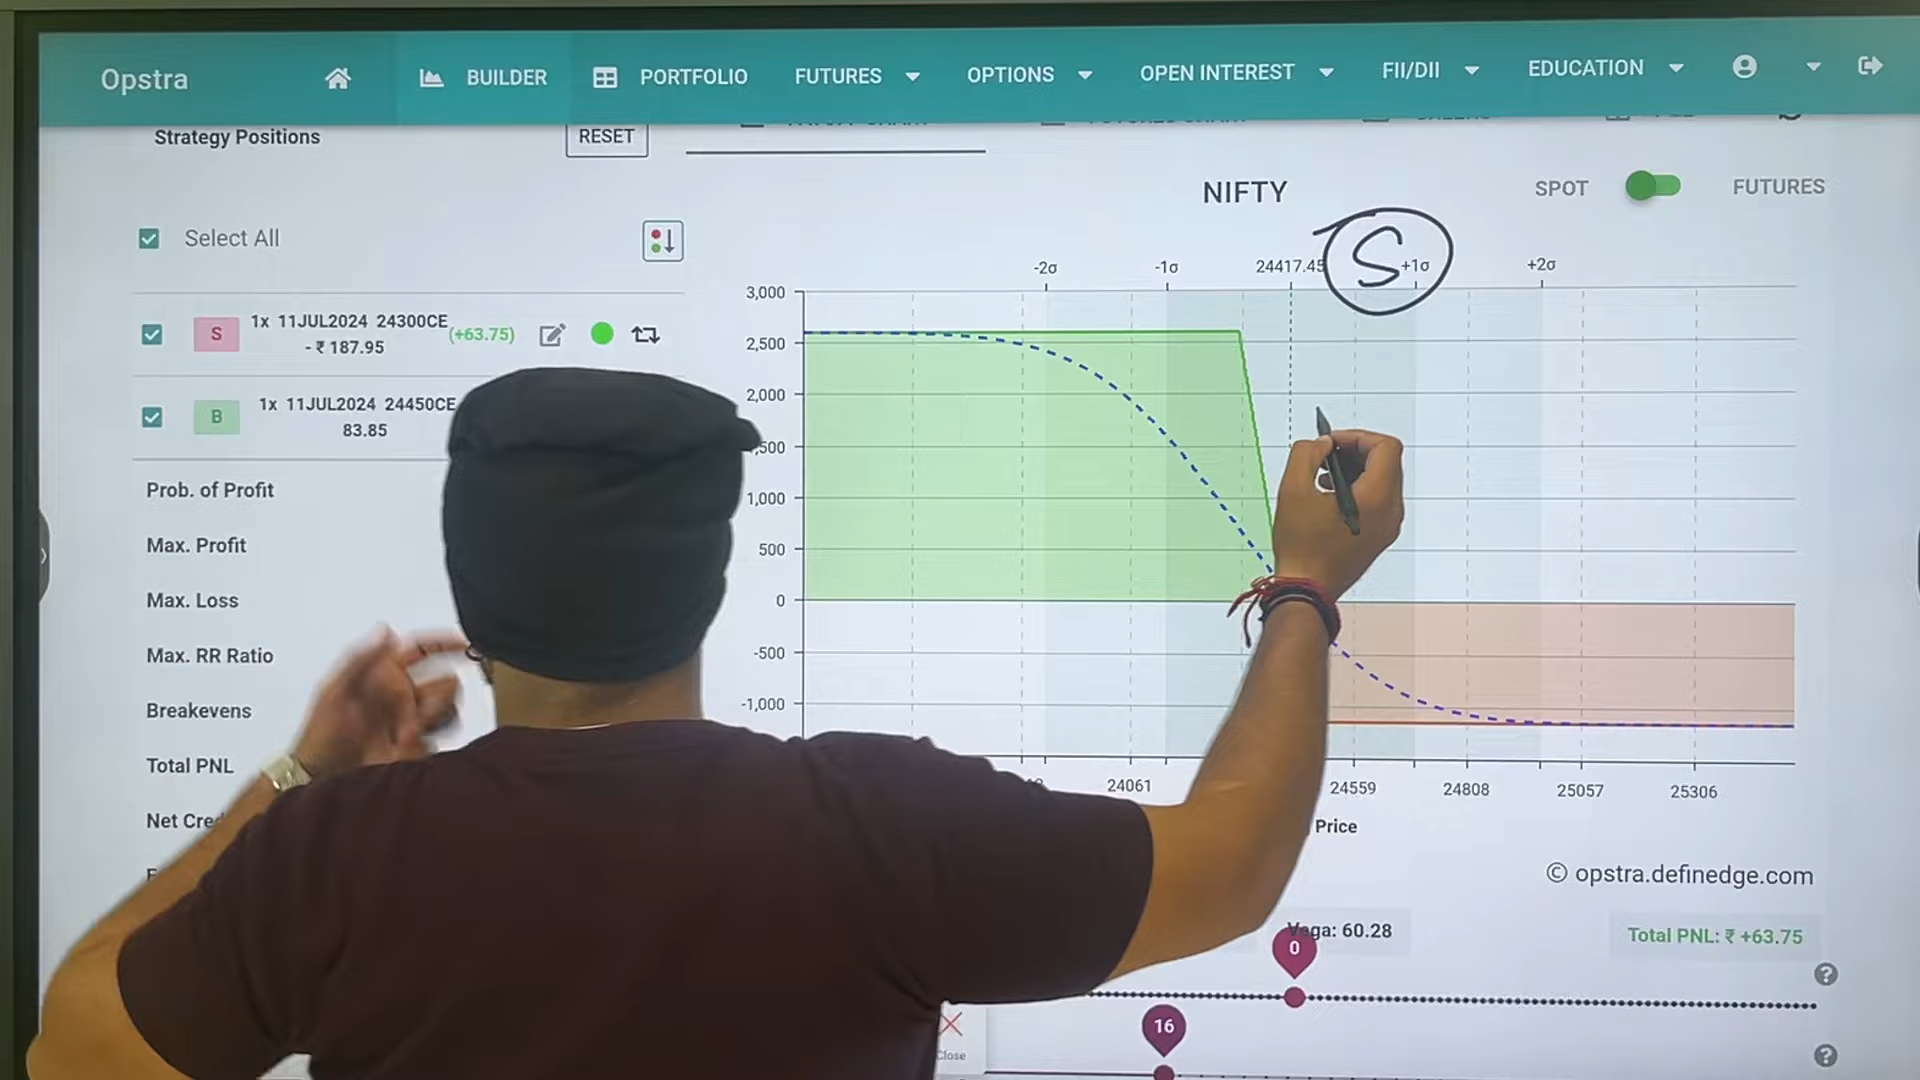 Opstra BUILDER PORTFOLIO FUTURES OPTIONS OPEN INTEREST FII/DII EDUCATION
Strategy Positions RESET
NIFTY SPOT FUTURES
Select All
S
-2σ -1σ 24417.45 +1σ +2σ
S 1x 11JUL2024 24300CE (+63.75)
- ₹ 187.95
B 1x 11JUL2024 24450CE
83.85
Prob. of Profit
Max. Profit
Max. Loss
Max. RR Ratio
Breakevens
Total PNL
3,000
2,500
2,000
1,000
500
0
-500
-1,000
24061 24559 24808 25057 25306
Price
© opstra.definedge.com
Vega: 60.28 Total PNL: ₹ +63.75
0
16
Close